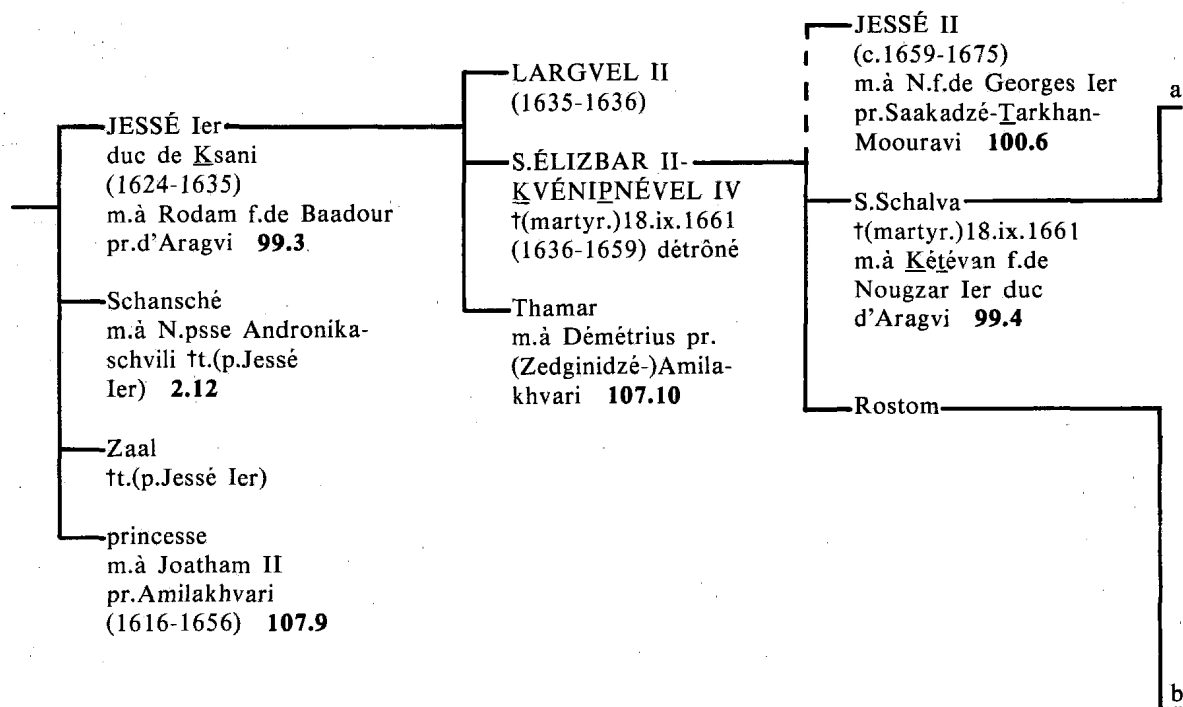 JESSÉ Ier
duc de Ksani
(1624-1635)
m.à Rodam f.de Baadour
pr.d'Aragvi 99.3
Schansché
m.à N.psse Andronika-
schvili †t.(p.Jessé
Ier) 2.12
Zaal
†t.(p.Jessé Ier)
princesse
m.à Joatham II
pr.Amilakhvari
(1616-1656) 107.9
LARGVEL II
(1635-1636)
S.ÉLIZBAR II-
KVÉNIPNÉVEL IV
†(martyr.)18.ix.1661
(1636-1659) détrôné
Thamar
m.à Démétrius pr.
(Zedginidzé-)Amila-
khvari 107.10
JESSÉ II
(c.1659-1675)
m.à N.f.de Georges Ier
pr.Saakadzé-Tarkhan-
Moouravi 100.6
S.Schalva
†(martyr.)18.ix.1661
m.à Kétévan f.de
Nougzar Ier duc
d'Aragvi 99.4
Rostom
a
b